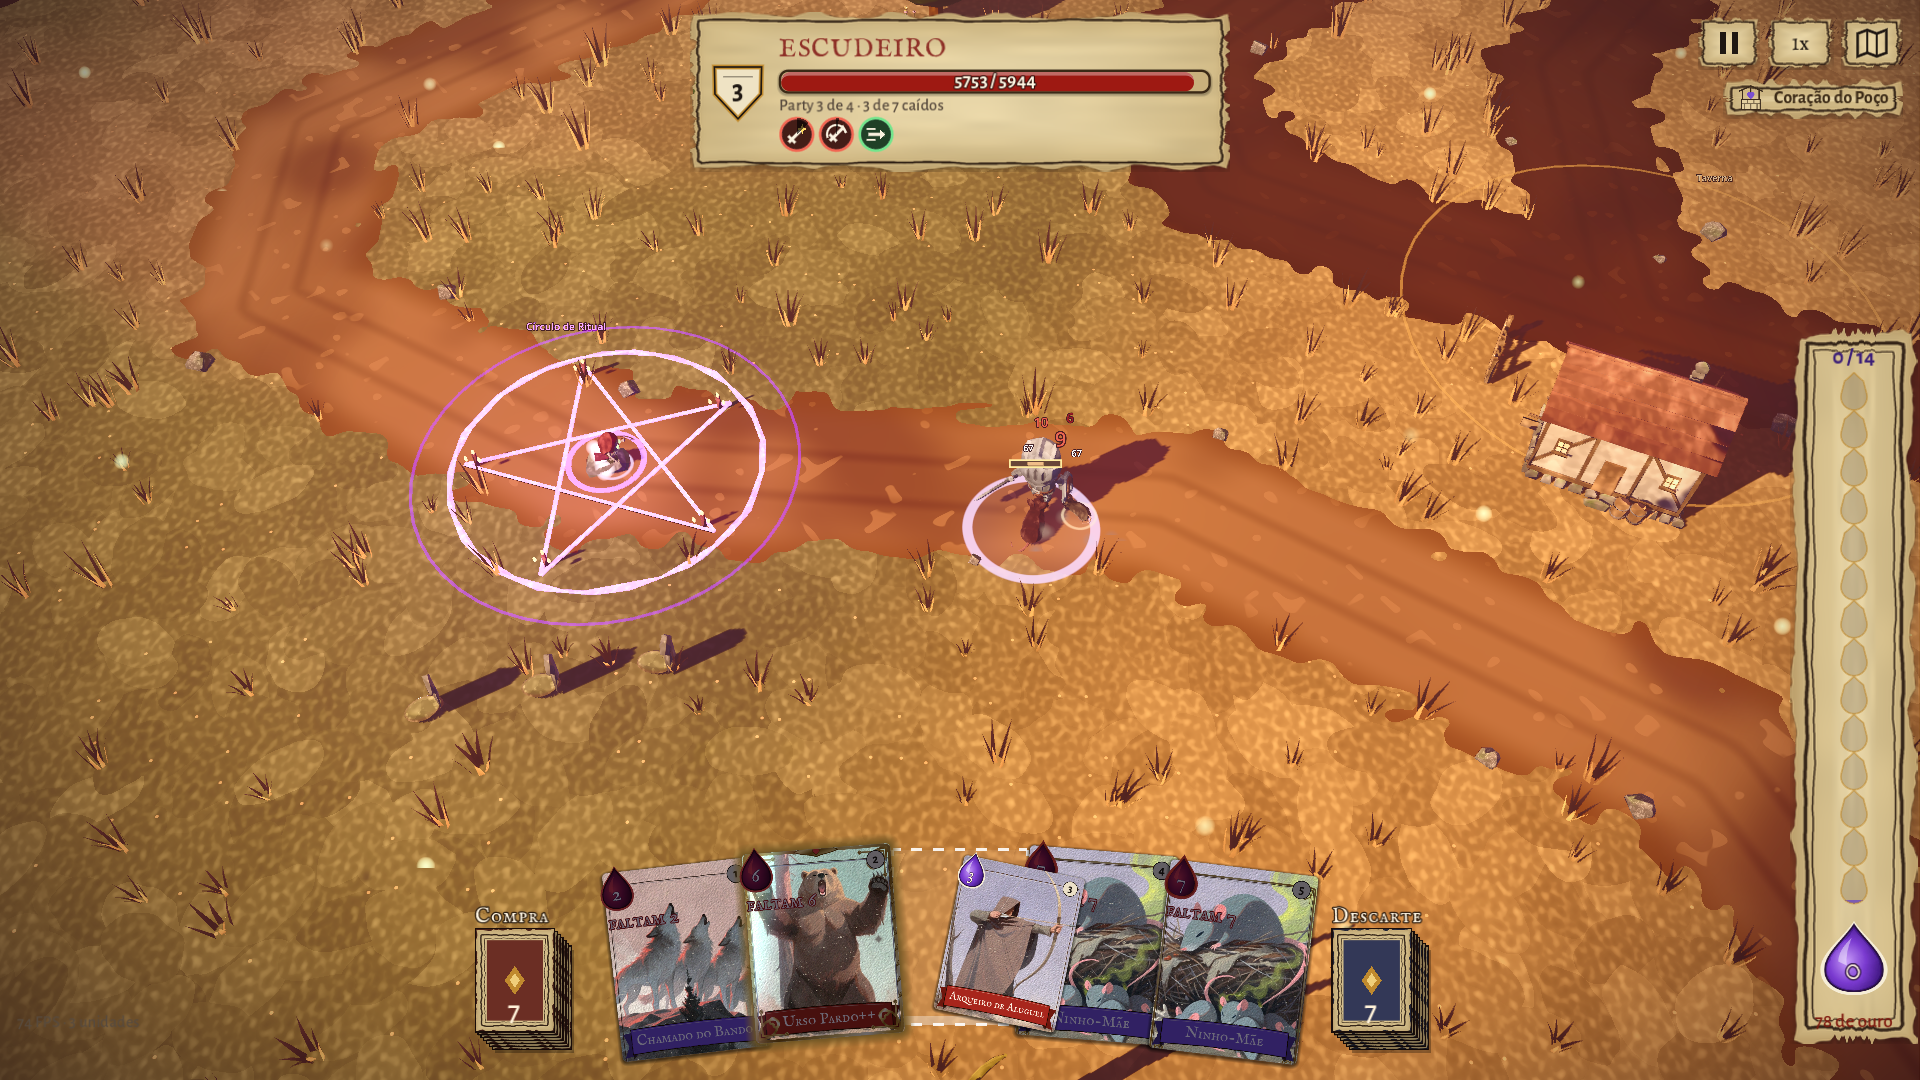 ESCUDEIRO
3
5753/5944
Party 3 de 4 · 3 de 7 caídos
1x
Coração do Poço
Taverna
Círculo de Ritual
10
6
9
67
67
0/14
0
78 de ouro
COMPRA
7
2
1
FALTAM 2
CHAMADO DO BANDO
6
2
FALTAM 6
URSO PARDO++
3
3
ARQUEIRO DE ALUGUEL
4
7
NINHO-MÃE
7
5
FALTAM 7
NINHO-MÃE
DESCARTE
7